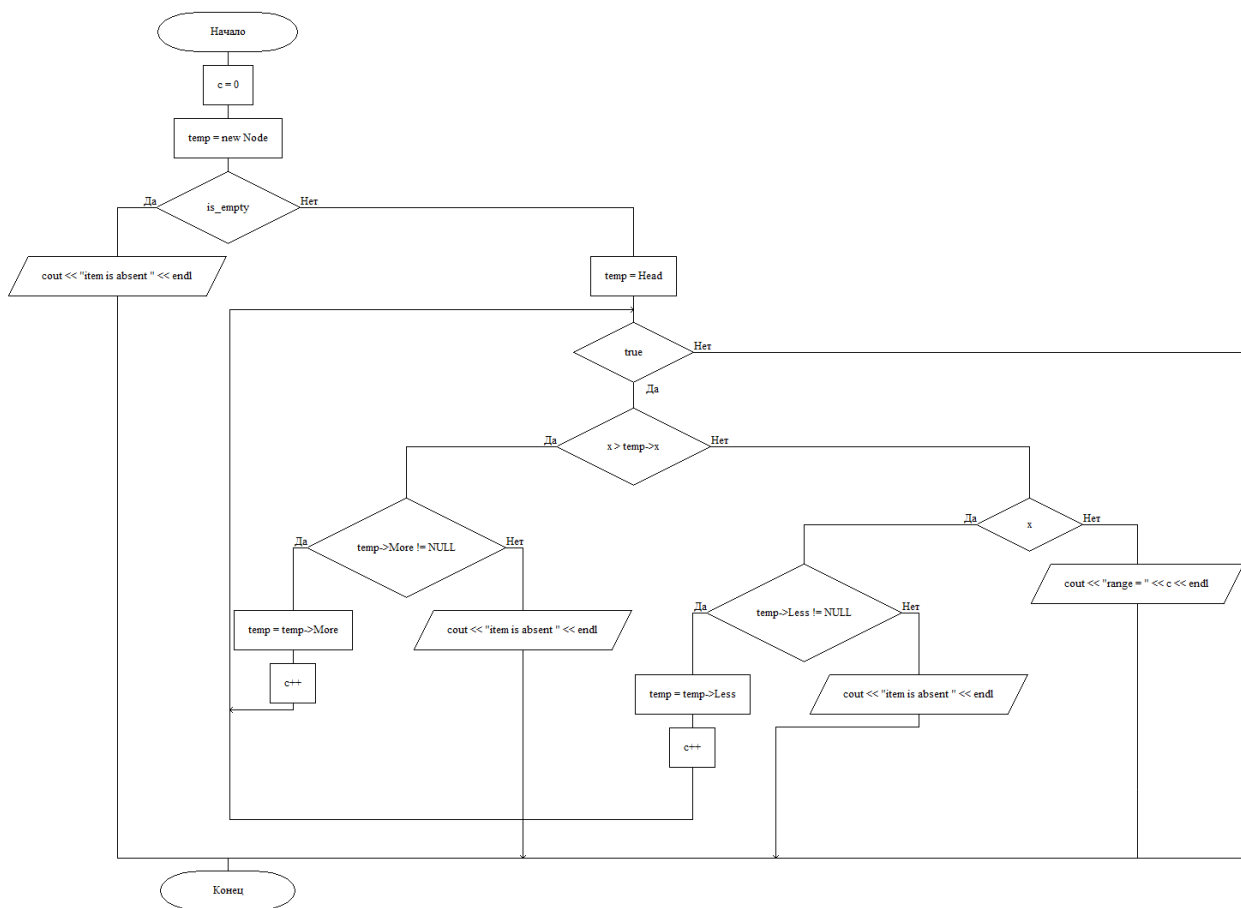 Начало
c = 0
temp = new Node
is_empty
Да
Нет
cout << "item is absent " << endl
temp = Head
true
Нет
Да
x > temp->x
Да
Нет
x
Да
Нет
temp->More != NULL
Да
Нет
cout << "range = " << c << endl
temp->Less != NULL
Да
Нет
temp = temp->More
cout << "item is absent " << endl
c++
temp = temp->Less
cout << "item is absent " << endl
c++
Конец